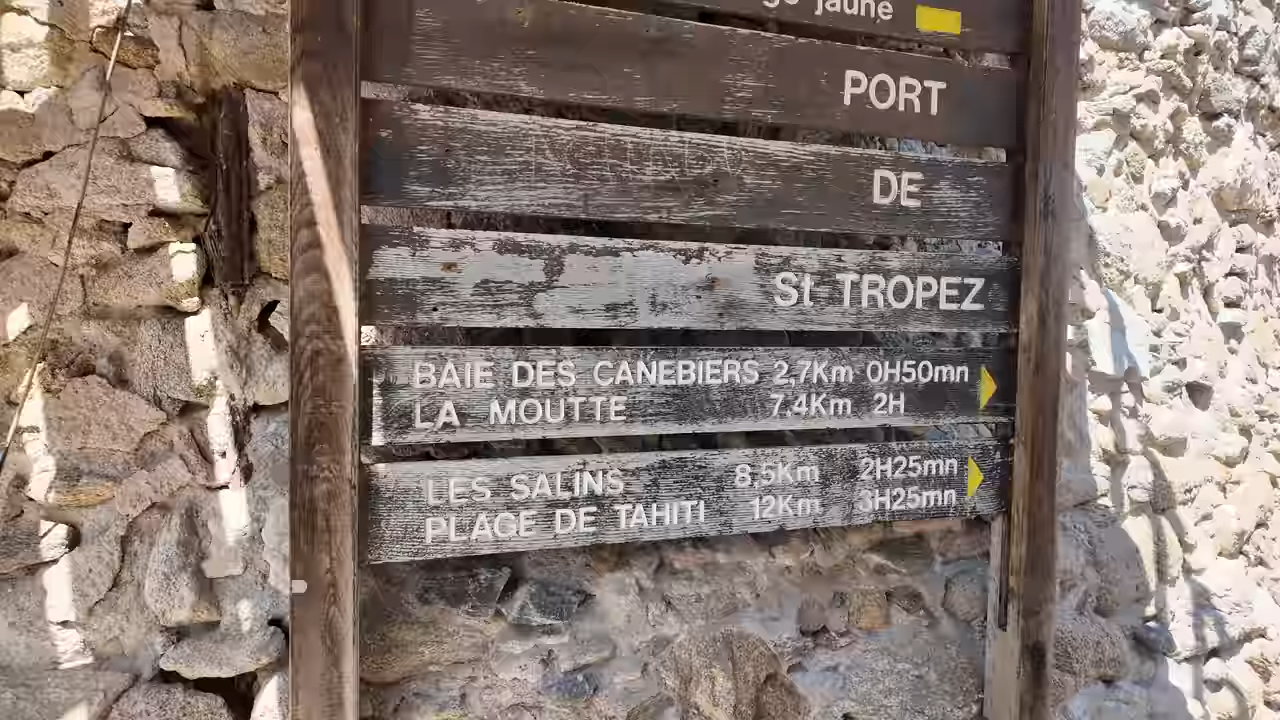 jaune
PORT
DE
St TROPEZ
BAIE DES CANEBIERS 2,7Km 0H50mn
LA MOUTTE 7.4Km 2H
LES SALINS 8,5Km 2H25mn
PLAGE DE TAHITI 12Km 3H25mn